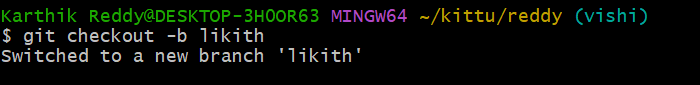 Karthik Reddy@DESKTOP-3HOOR63 MINGW64 ~/kittu/reddy (vishi)
$ git checkout -b likith
Switched to a new branch 'likith'